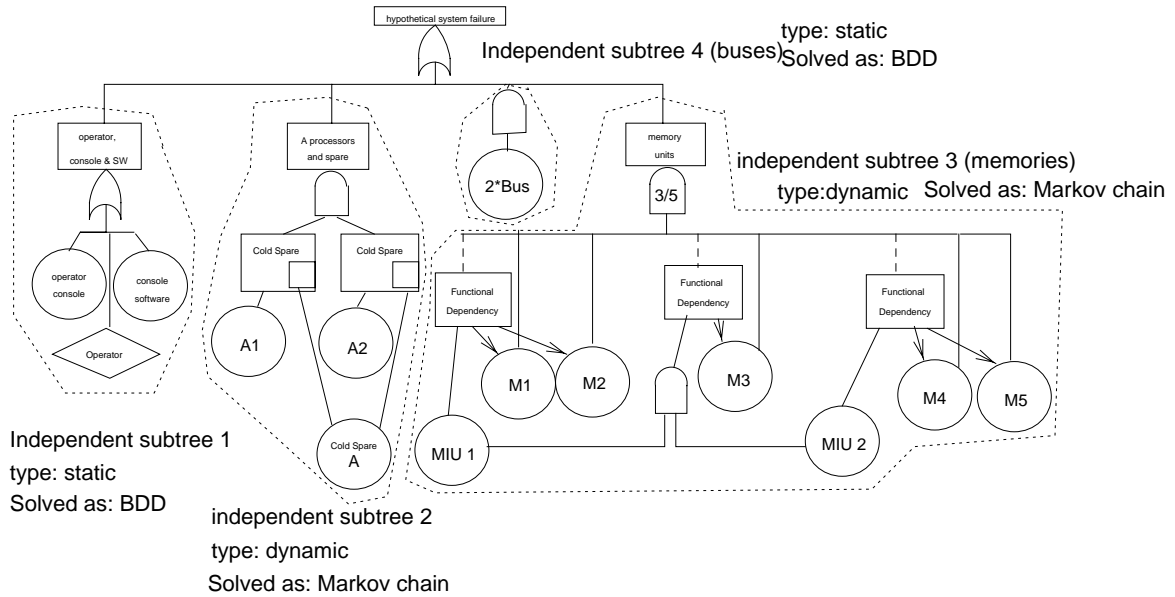 hypothetical system failure
Independent subtree 4 (buses)
type: static
Solved as: BDD
operator,
console & SW
A processors
and spare
2*Bus
memory
units
3/5
independent subtree 3 (memories)
type:dynamic Solved as: Markov chain
operator
console
console
software
Operator
Cold Spare
Cold Spare
A1
A2
Cold Spare
A
Functional
Dependency
Functional
Dependency
Functional
Dependency
M1
M2
M3
M4
M5
MIU 1
MIU 2
Independent subtree 1
type: static
Solved as: BDD
independent subtree 2
type: dynamic
Solved as: Markov chain